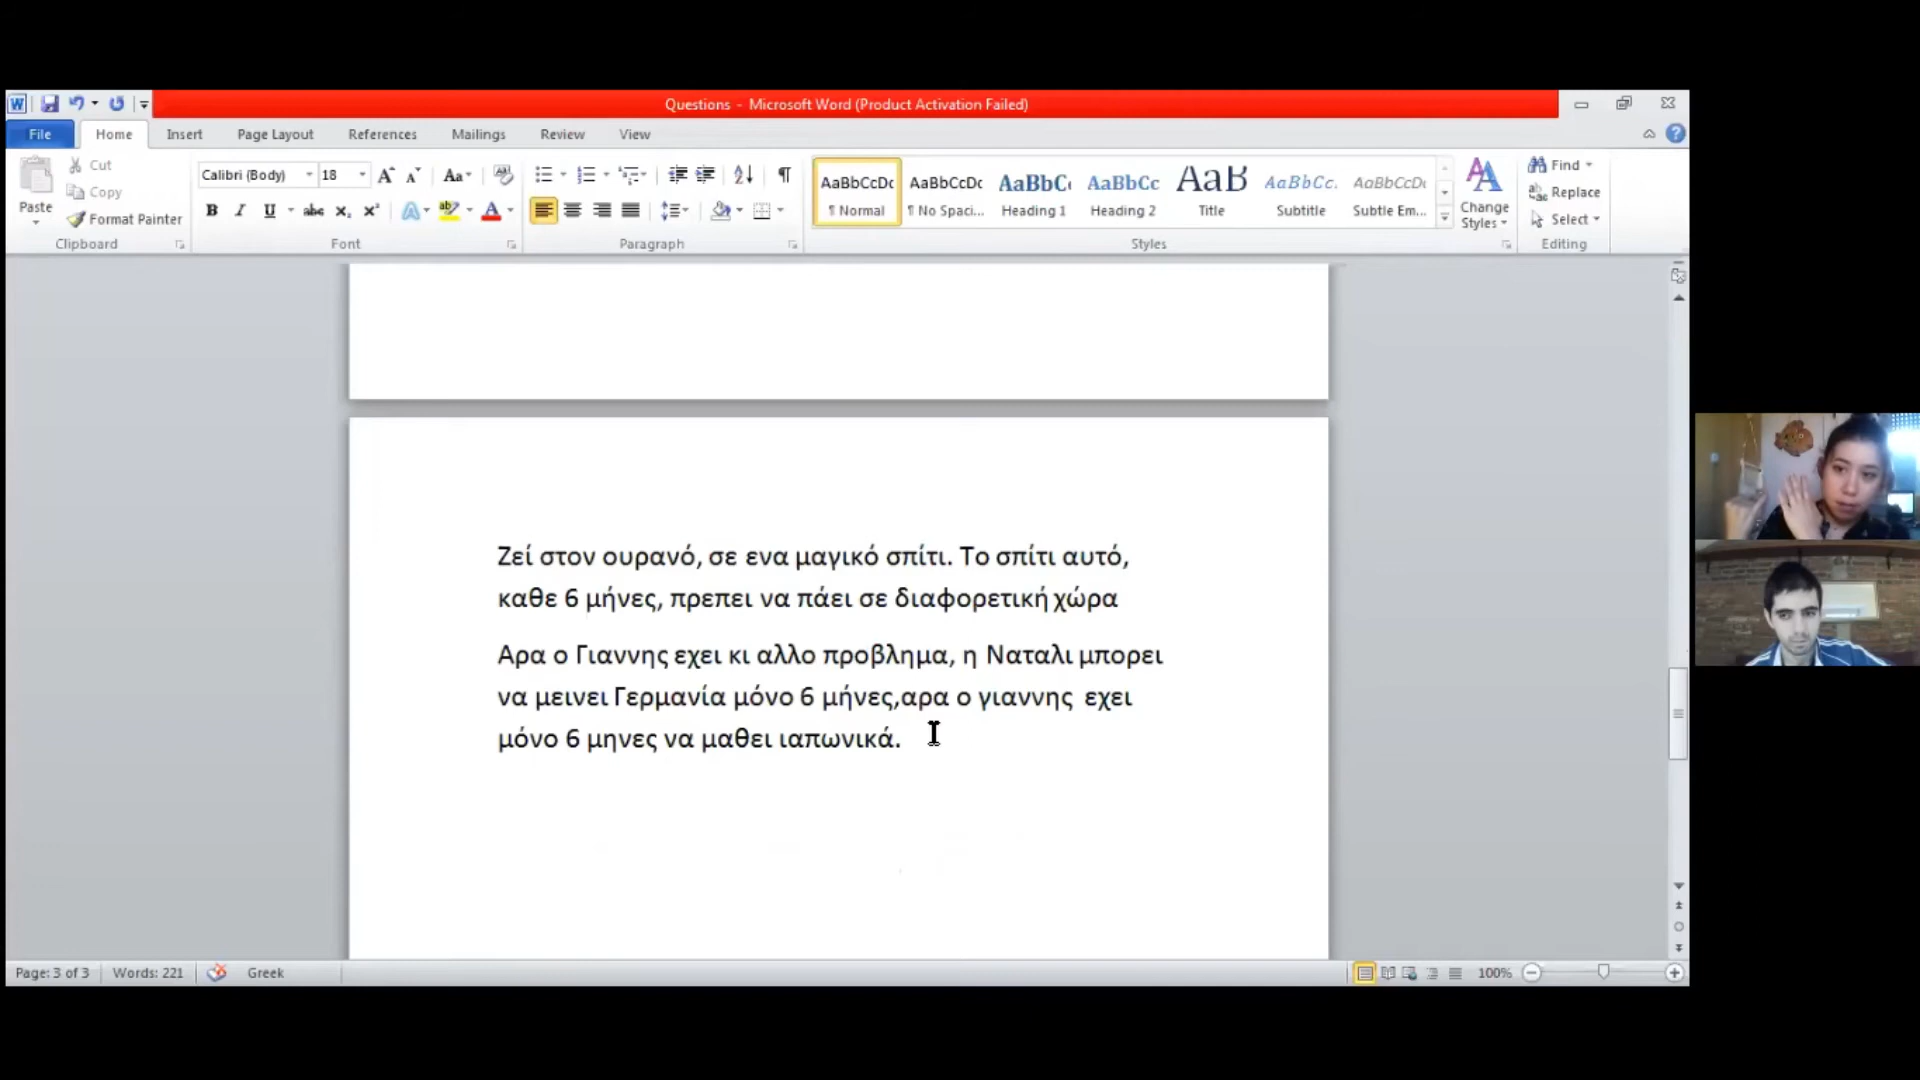 Questions - Microsoft Word (Product Activation Failed)
File Home Insert Page Layout References Mailings Review View
Cut
Copy
Format Painter
Paste
Clipboard
Calibri (Body) 18
Font
Paragraph
AaBbCcDc AaBbCcDc AaBbC AaBbCc AaB AaBbCc. AaBbCcDc
¶ Normal ¶ No Spaci... Heading 1 Heading 2 Title Subtitle Subtle Em...
Change Styles
Styles
Find
Replace
Select
Editing
Ζεί στον ουρανό, σε ενα μαγικό σπίτι. Το σπίτι αυτό,
καθε 6 μήνες, πρεπει να πάει σε διαφορετική χώρα
Αρα ο Γιαννης εχει κι αλλο προβλημα, η Ναταλι μπορει
να μεινει Γερμανία μόνο 6 μήνες,αρα ο γιαννης εχει
μόνο 6 μηνες να μαθει ιαπωνικά.
Page: 3 of 3 Words: 221 Greek 100%